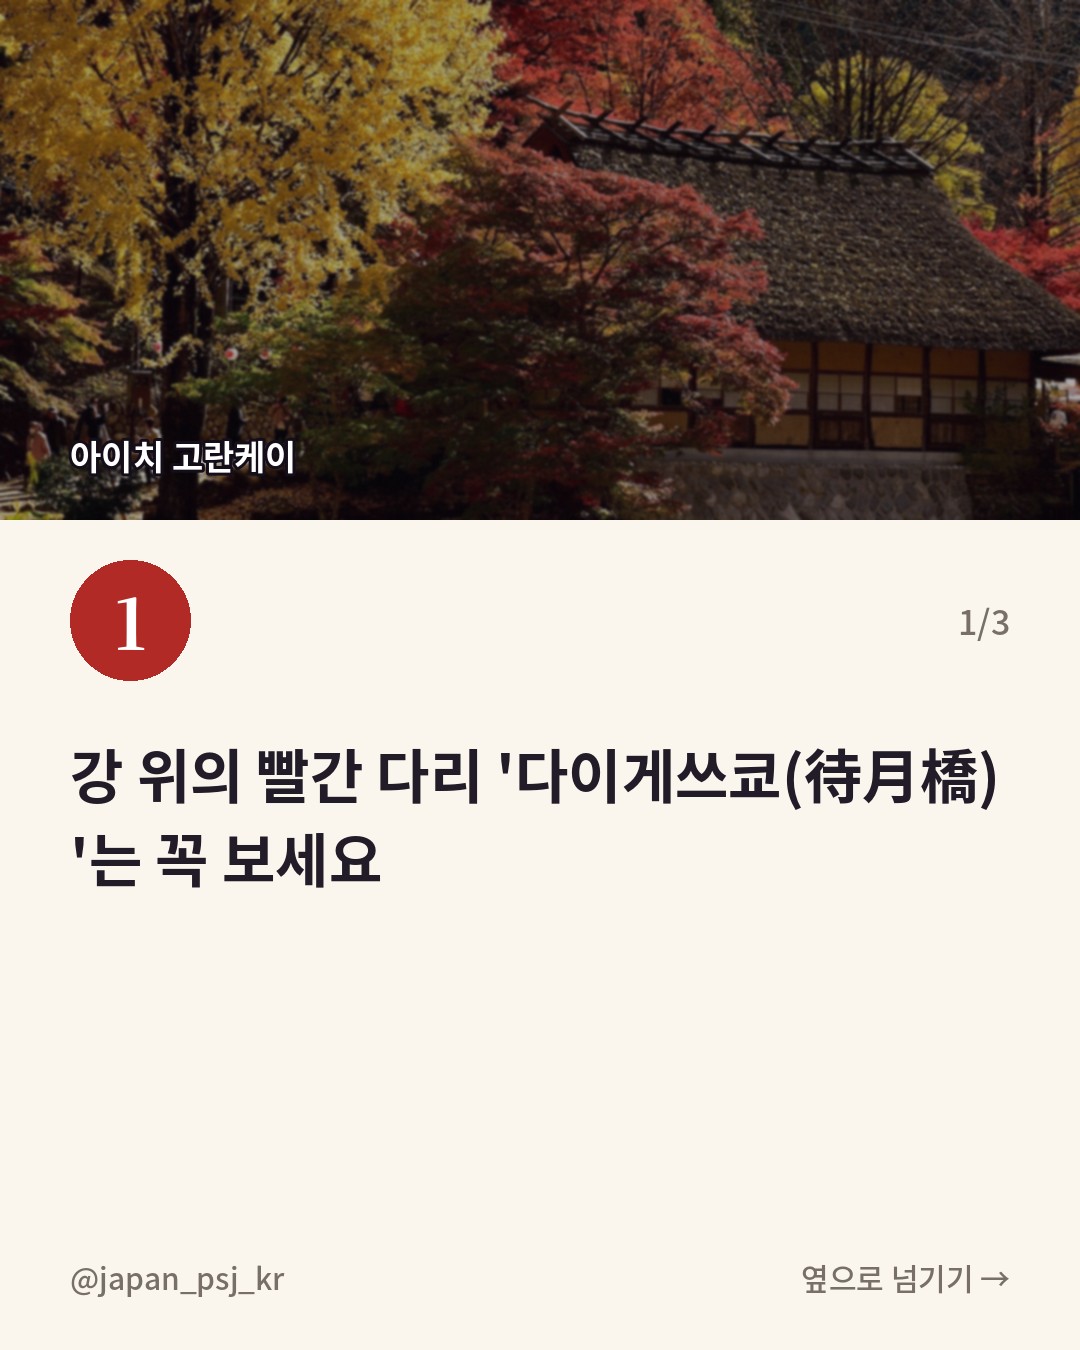 아이치 고란케이
1
1/3
강 위의 빨간 다리 '다이게쓰쿄(待月橋)
'는 꼭 보세요
@japan_psj_kr
옆으로 넘기기 →